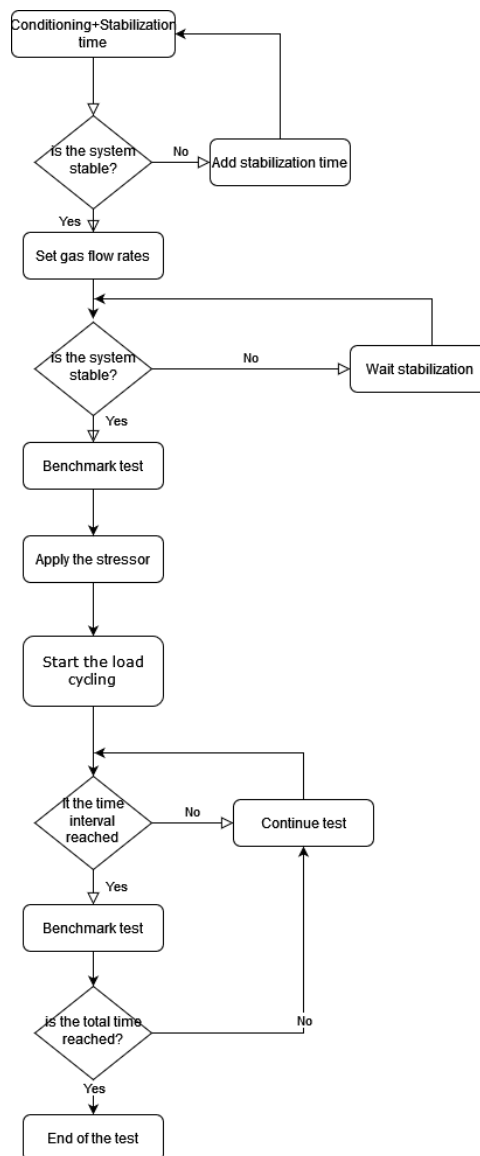 Conditioning+Stabilization
time
is the system
stable?
No
Add stabilization time
Yes
Set gas flow rates
is the system
stable?
No
Wait stabilization
Yes
Benchmark test
Apply the stressor
Start the load
cycling
If the time
interval
reached
No
Continue test
Yes
Benchmark test
is the total time
reached?
No
Yes
End of the test